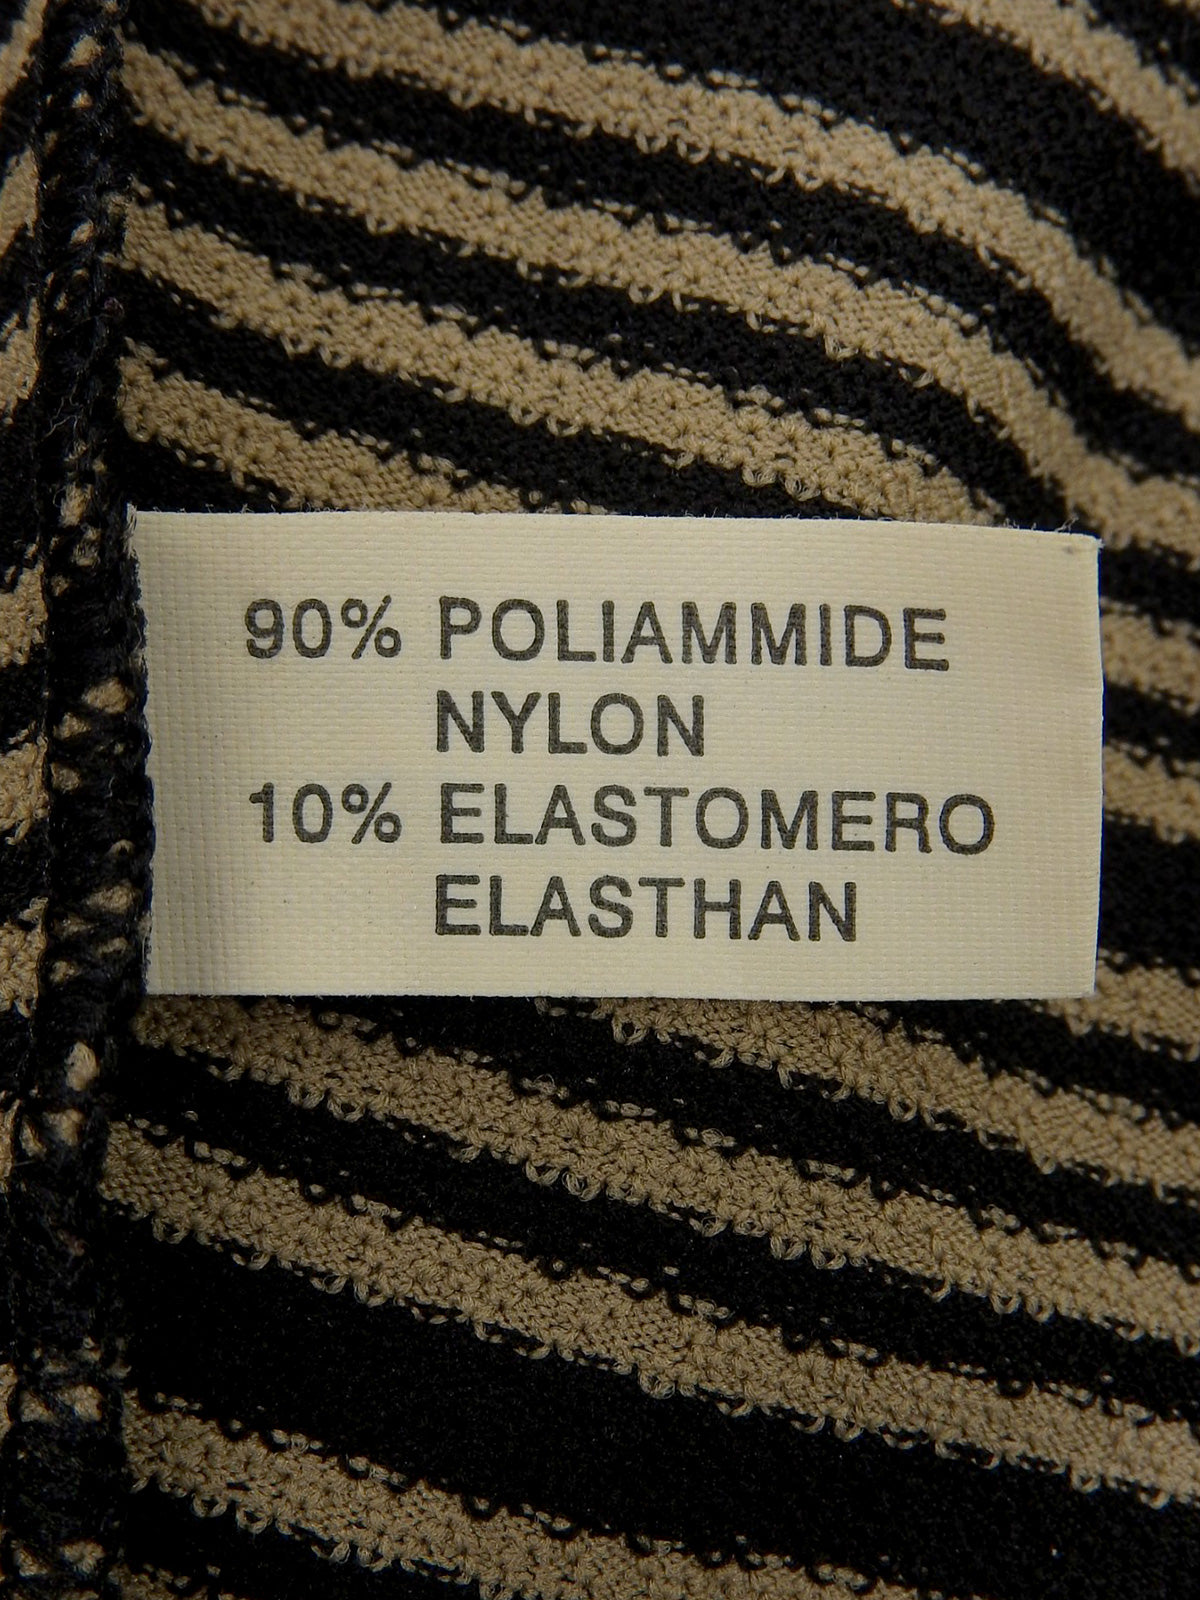 90% POLIAMMIDE
NYLON
10% ELASTOMERO
ELASTHAN